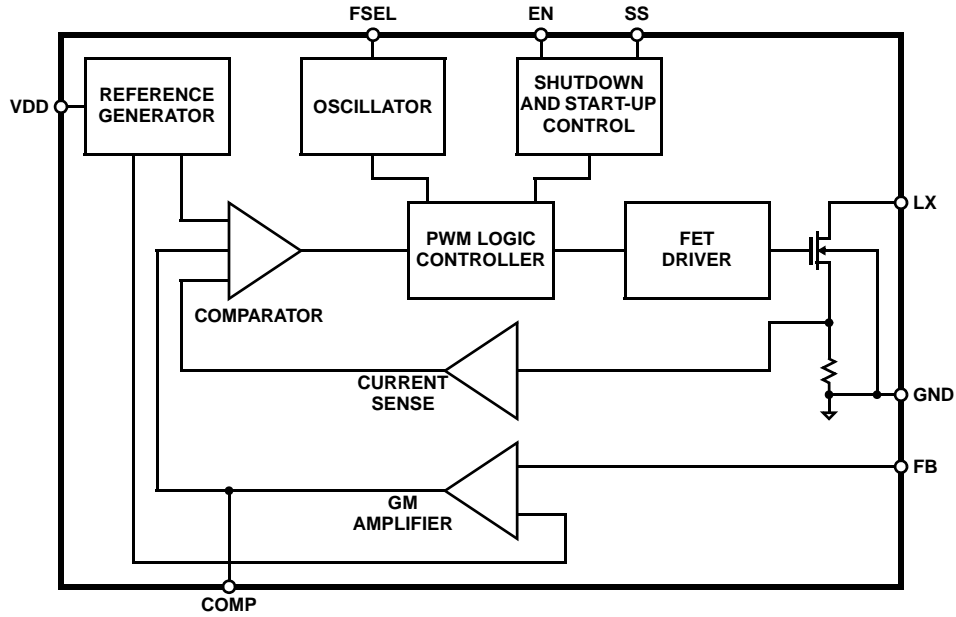 FSEL
EN
SS
VDD
REFERENCE
GENERATOR
OSCILLATOR
SHUTDOWN
AND START-UP
CONTROL
LX
PWM LOGIC
CONTROLLER
FET
DRIVER
COMPARATOR
CURRENT
SENSE
GND
FB
GM
AMPLIFIER
COMP